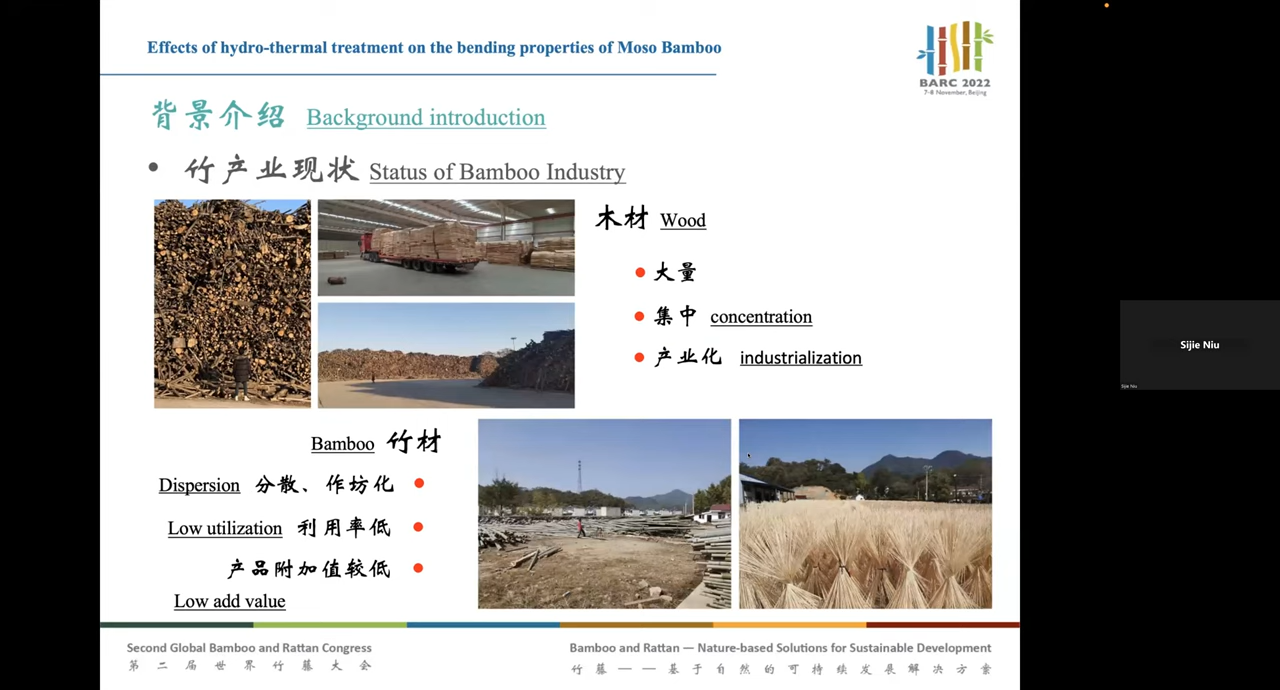 Effects of hydro-thermal treatment on the bending properties of Moso Bamboo
BARC 2022
7-8 November, Beijing
背景介绍 Background introduction
• 竹产业现状 Status of Bamboo Industry
木材 Wood
大量
集中 concentration
产业化 industrialization
Bamboo 竹材
Dispersion 分散、作坊化
Low utilization 利用率低
产品附加值较低
Low add value
Sijie Niu
Sijie Niu
Second Global Bamboo and Rattan Congress
第二届世界竹藤大会
Bamboo and Rattan — Nature-based Solutions for Sustainable Development
竹藤——基于自然的可持续发展解决方案